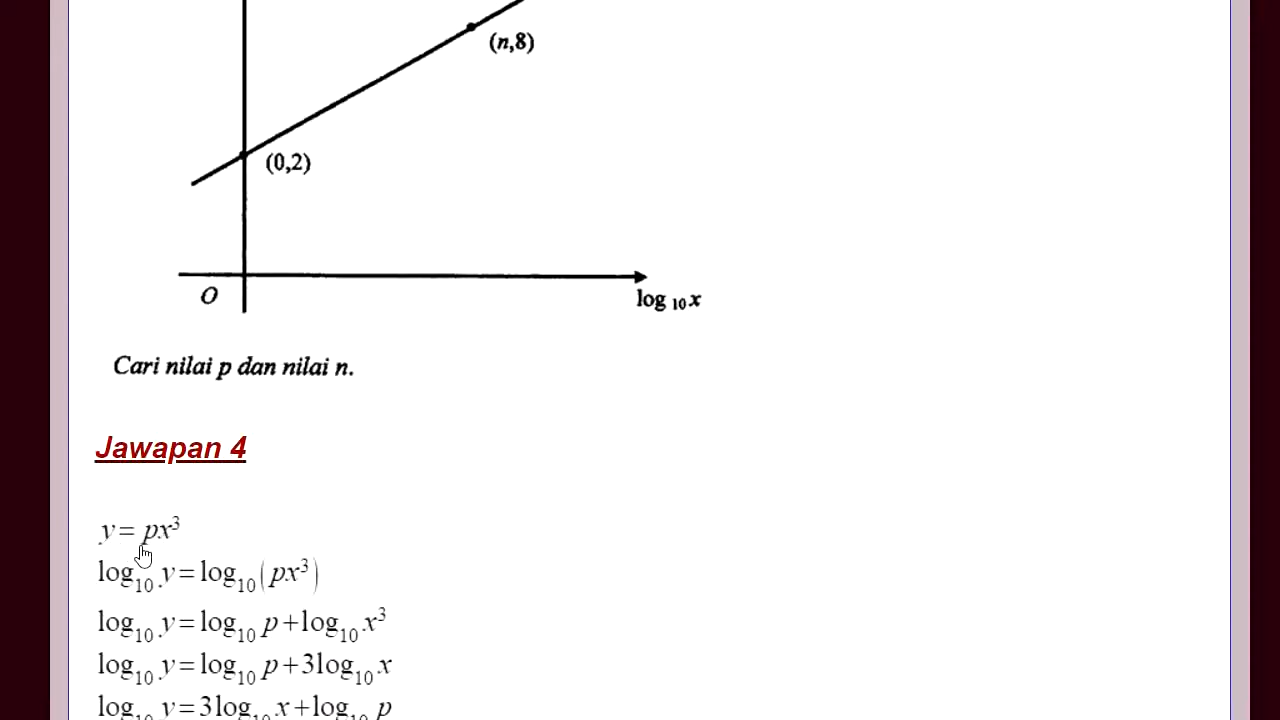 (n,8)
(0,2)
O
log ₁₀x
Cari nilai p dan nilai n.
Jawapan 4
y = px³
log₁₀ y = log₁₀(px³)
log₁₀ y = log₁₀ p + log₁₀ x³
log₁₀ y = log₁₀ p + 3log₁₀ x
log₁₀ y = 3log₁₀ x + log₁₀ p